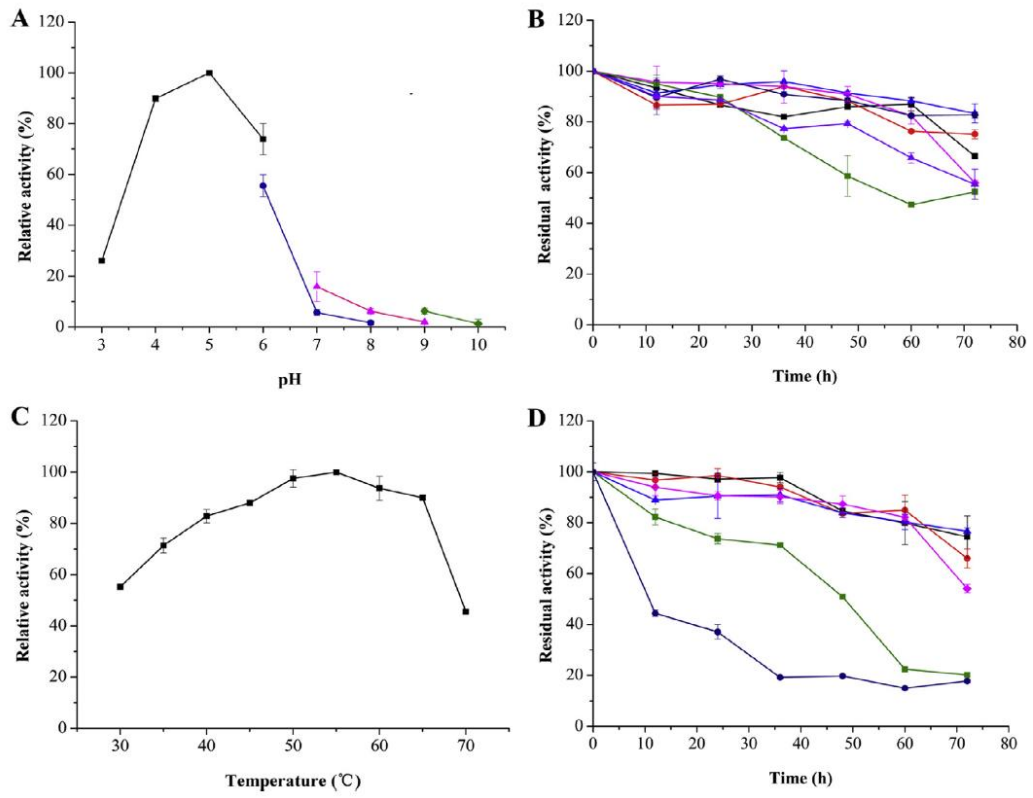 A
Relative activity (%)
120
100
80
60
40
20
0
3 4 5 6 7 8 9 10
pH
B
Residual activity (%)
120
100
80
60
40
20
0
0 10 20 30 40 50 60 70 80
Time (h)
C
Relative activity (%)
120
100
80
60
40
20
0
30 40 50 60 70
Temperature (℃)
D
Residual activity (%)
120
100
80
60
40
20
0
0 10 20 30 40 50 60 70 80
Time (h)